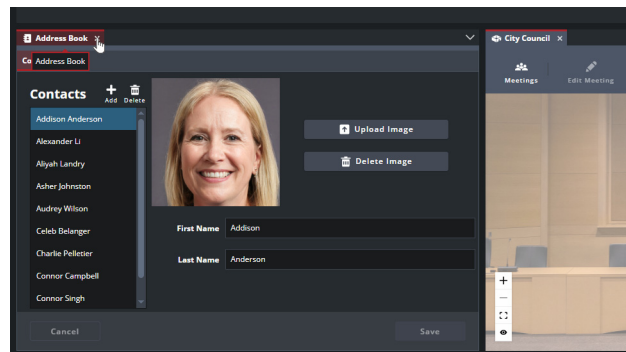 Address Book
City Council
Co
Address Book
Meetings
Edit Meeting
Contacts
Add
Delete
Addison Anderson
Alexander Li
Aliyah Landry
Asher Johnston
Audrey Wilson
Celeb Belanger
Charlie Pelletier
Connor Campbell
Connor Singh
Upload Image
Delete Image
First Name
Addison
Last Name
Anderson
Cancel
Save